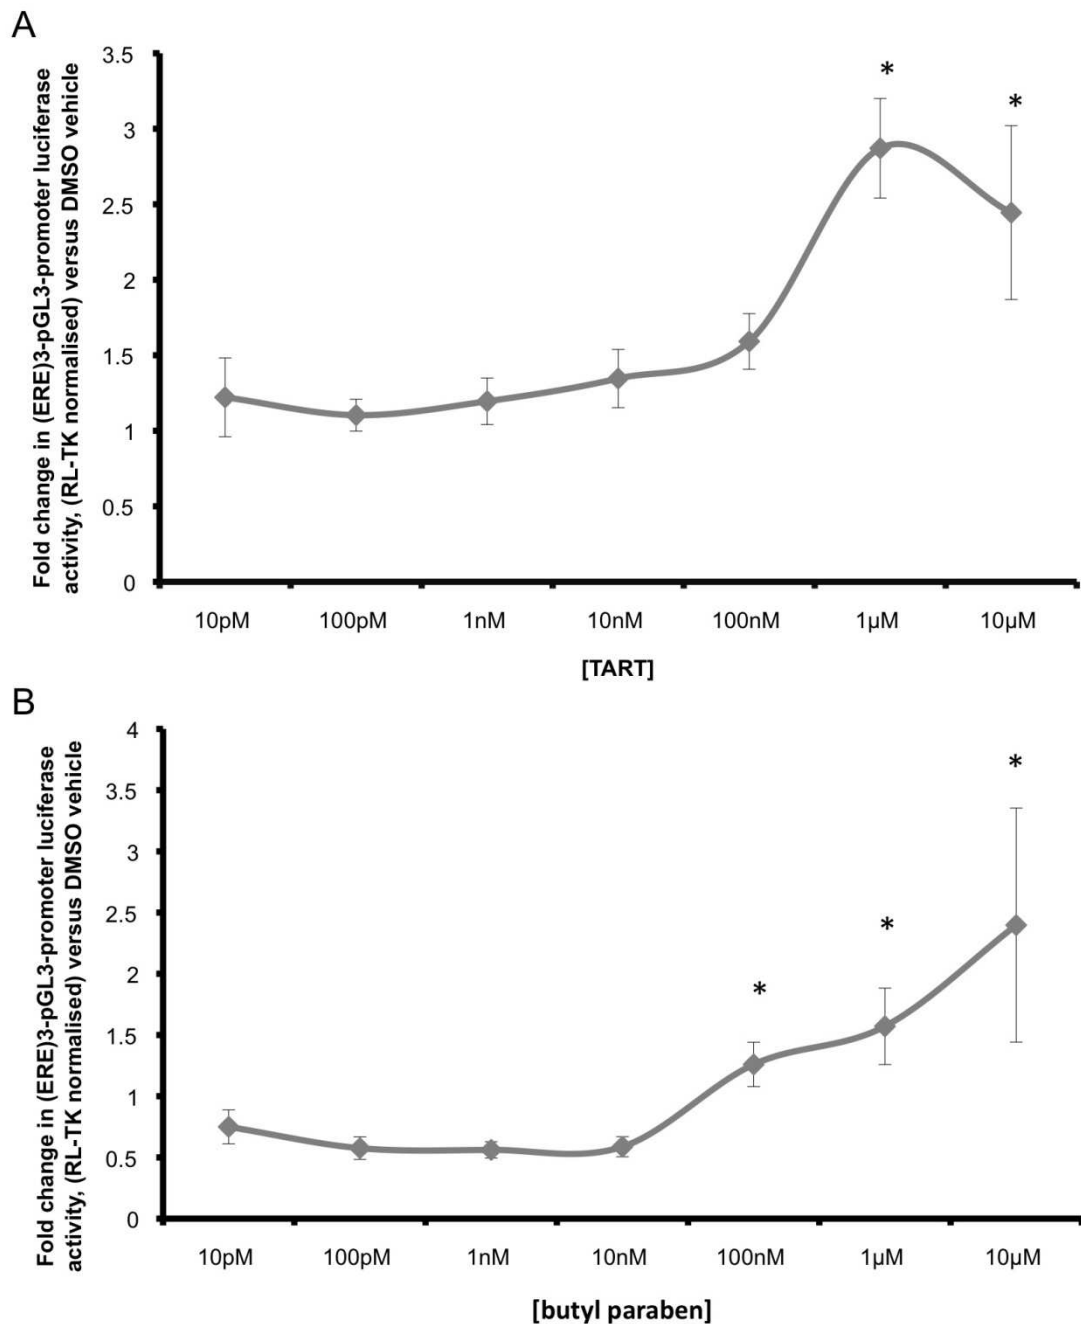 A
Fold change in (ERE)3-pGL3-promoter luciferase
activity, (RL-TK normalised) versus DMSO vehicle
3.5
3
2.5
2
1.5
1
0.5
0
*
*
10pM 100pM 1nM 10nM 100nM 1µM 10µM
[TART]
B
Fold change in (ERE)3-pGL3-promoter luciferase
activity, (RL-TK normalised) versus DMSO vehicle
4
3.5
3
2.5
2
1.5
1
0.5
0
*
*
*
10pM 100pM 1nM 10nM 100nM 1µM 10µM
[butyl paraben]